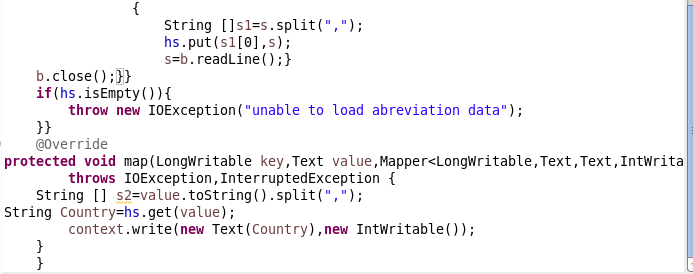 {
String []s1=s.split(",");
hs.put(s1[0],s);
s=b.readLine();}
b.close();}}
if(hs.isEmpty()){
throw new IOException("unable to load abreviation data");
}}
@Override
protected void map(LongWritable key,Text value,Mapper<LongWritable,Text,Text,IntWrita
throws IOException,InterruptedException {
String [] s2=value.toString().split(",");
String Country=hs.get(value);
context.write(new Text(Country),new IntWritable());
}
}